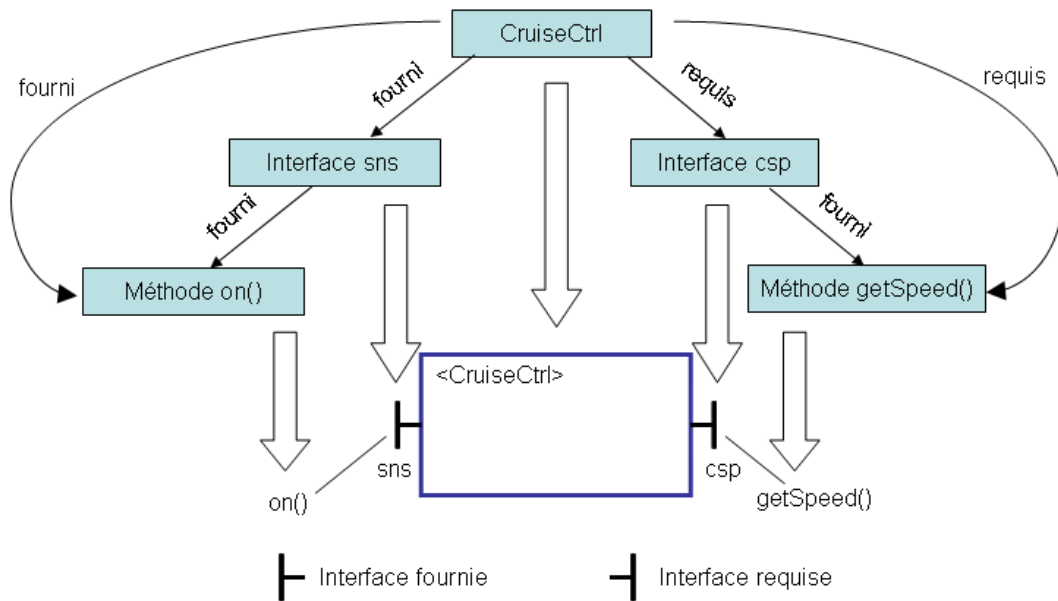 CruiseCtrl
fourni
requis
fourni
requis
Interface sns
Interface csp
fourni
fourni
Méthode on()
Méthode getSpeed()
<CruiseCtrl>
sns
csp
on()
getSpeed()
Interface fournie
Interface requise